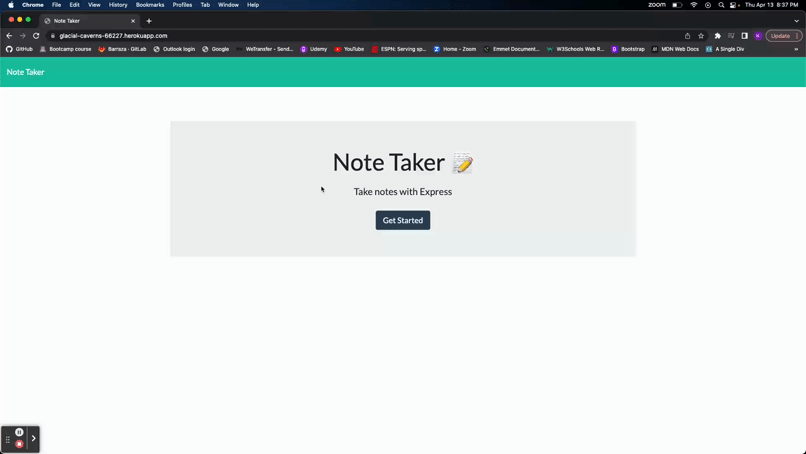 Chrome File Edit View History Bookmarks Profiles Tab Window Help zoom Thu Apr 13 8:37 PM
Note Taker
glacial-caverns-66227.herokuapp.com Update
GitHub Bootcamp course Barraza - GitLab Outlook login Google WeTransfer - Send... Udemy YouTube ESPN: Serving sp... Home - Zoom Emmet Document... W3Schools Web R... Bootstrap MDN Web Docs A Single Div »
Note Taker
Note Taker
Take notes with Express
Get Started